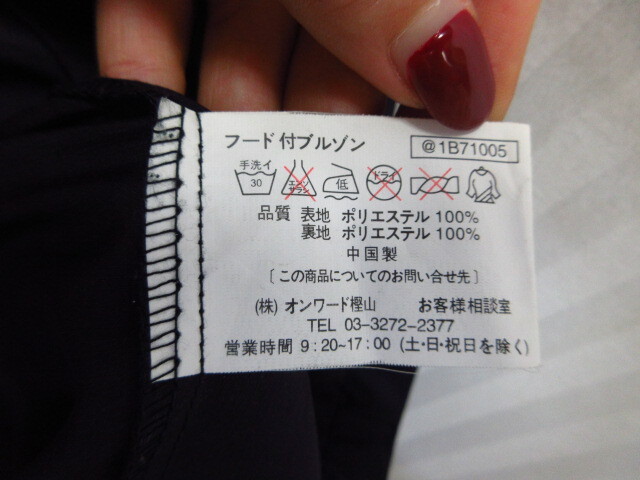 フード付ブルゾン @1B71005
手洗イ 30 エンソ サラシ 低 ドライ
品質 表地 ポリエステル 100%
裏地 ポリエステル 100%
中国製
〔この商品についてのお問い合せ先〕
(株) オンワード樫山 お客様相談室
TEL 03-3272-2377
営業時間 9:20~17:00 (土・日・祝日を除く)